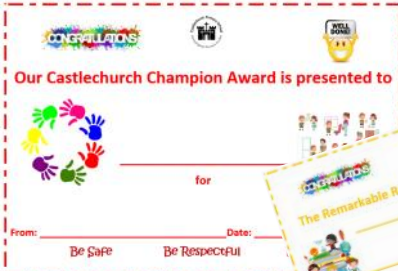 CONGRATULATIONS
WELL DONE!
Our Castlechurch Champion Award is presented to
for
CONGRATULATIONS
The Remarkable R
From: Date:
Be Safe Be Respectful